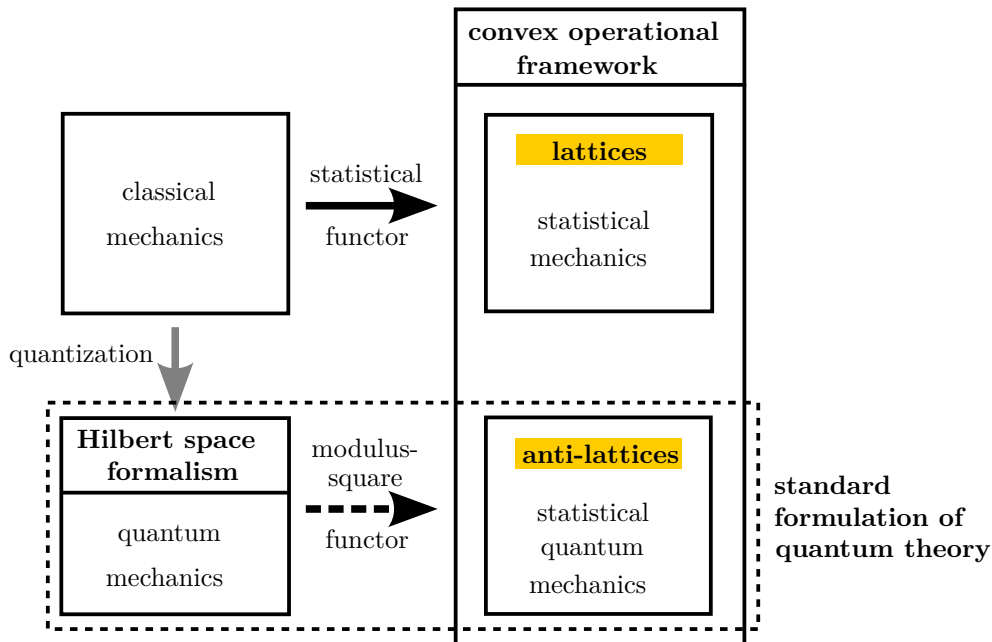 convex operational
framework
lattices
classical
mechanics
statistical
functor
statistical
mechanics
quantization
Hilbert space
formalism
quantum
mechanics
modulus-
square
functor
anti-lattices
statistical
quantum
mechanics
standard
formulation of
quantum theory